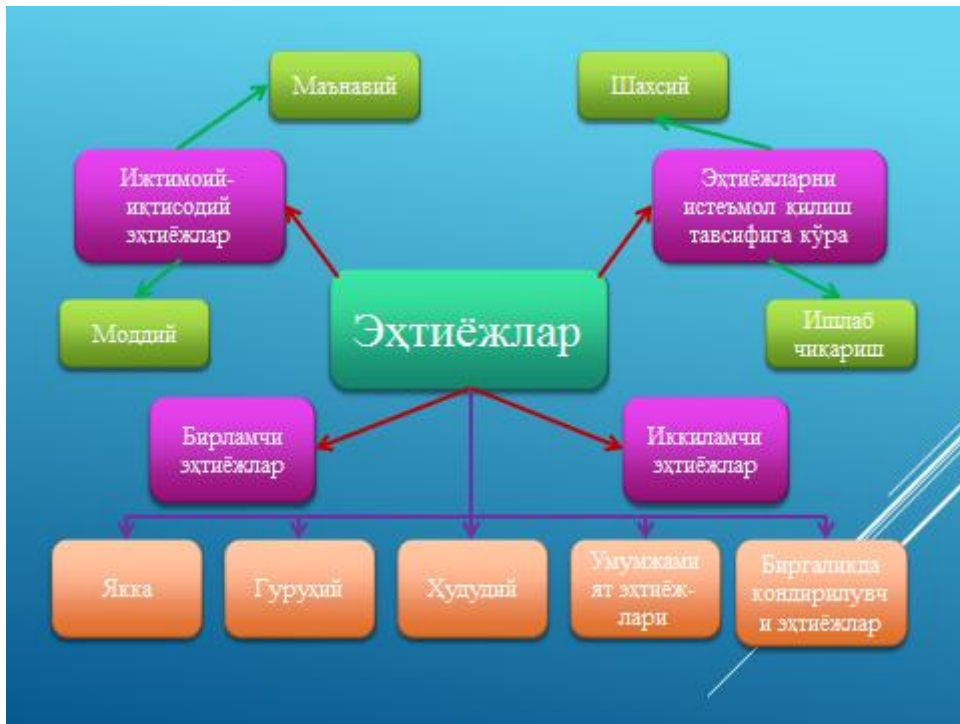 Маънавий
Шахсий
Ижтимоий-
иқтисодий
эҳтиёжлар
Эҳтиёжларни
истеъмол қилиш
тавсифига кўра
Эҳтиёжлар
Моддий
Ишлаб
чиқариш
Бирламчи
эҳтиёжлар
Иккиламчи
эҳтиёжлар
Якка
Гуруҳий
Ҳудудий
Умумжами
ят эҳтиёж-
лари
Биргаликда
кондирилувч
и эҳтиёжлар